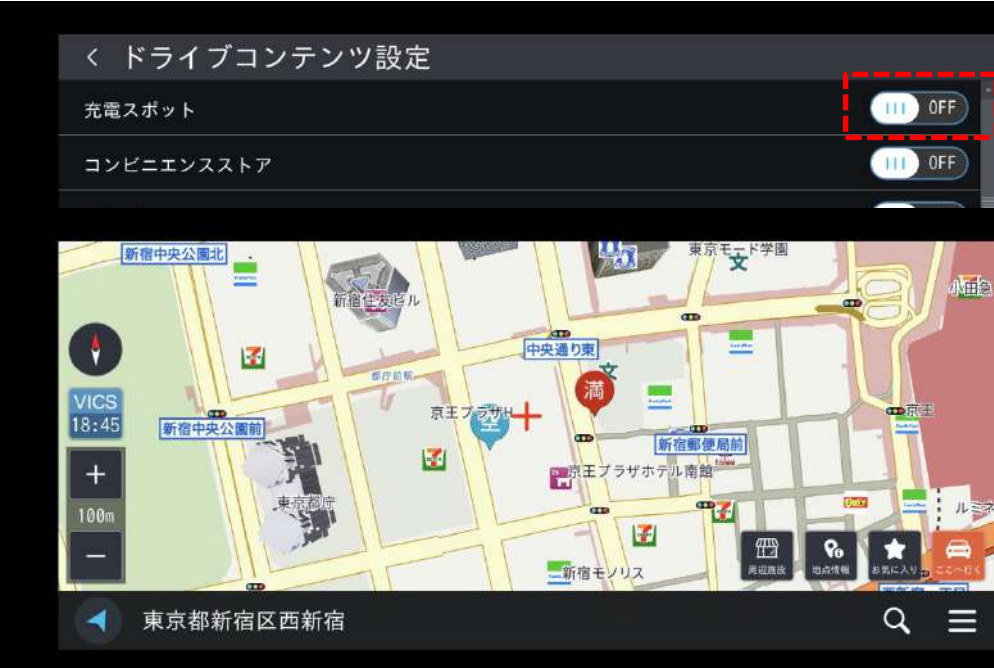 ドライブコンテンツ設定
充電スポット
OFF
コンビニエンスストア
OFF
新宿中央公園北
東京モード学園
文
新宿住友ビル
小田急
中央通り東
都庁前駅
文
満
VICS
18:45
新宿中央公園前
京王プラザH
空
京王
新宿郵便局前
京王プラザホテル南館
東京都庁
100m
ルミネ
新宿モノリス
周辺施設
地点情報
お気に入り
ここへ行く
東京都新宿区西新宿